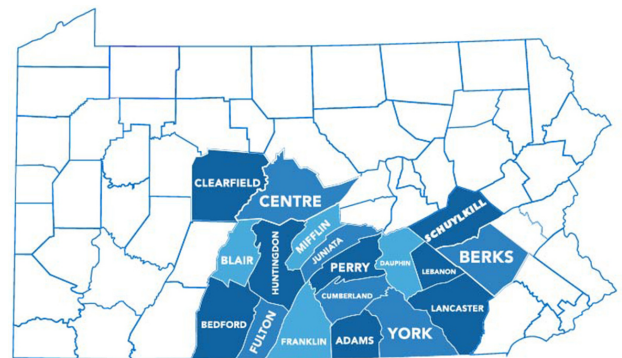 CLEARFIELD
CENTRE
SCHUYLKILL
MIFFLIN
JUNIATA
BLAIR
HUNTINGDON
BERKS
PERRY
DAUPHIN
LEBANON
CUMBERLAND
LANCASTER
BEDFORD
FULTON
FRANKLIN
ADAMS
YORK